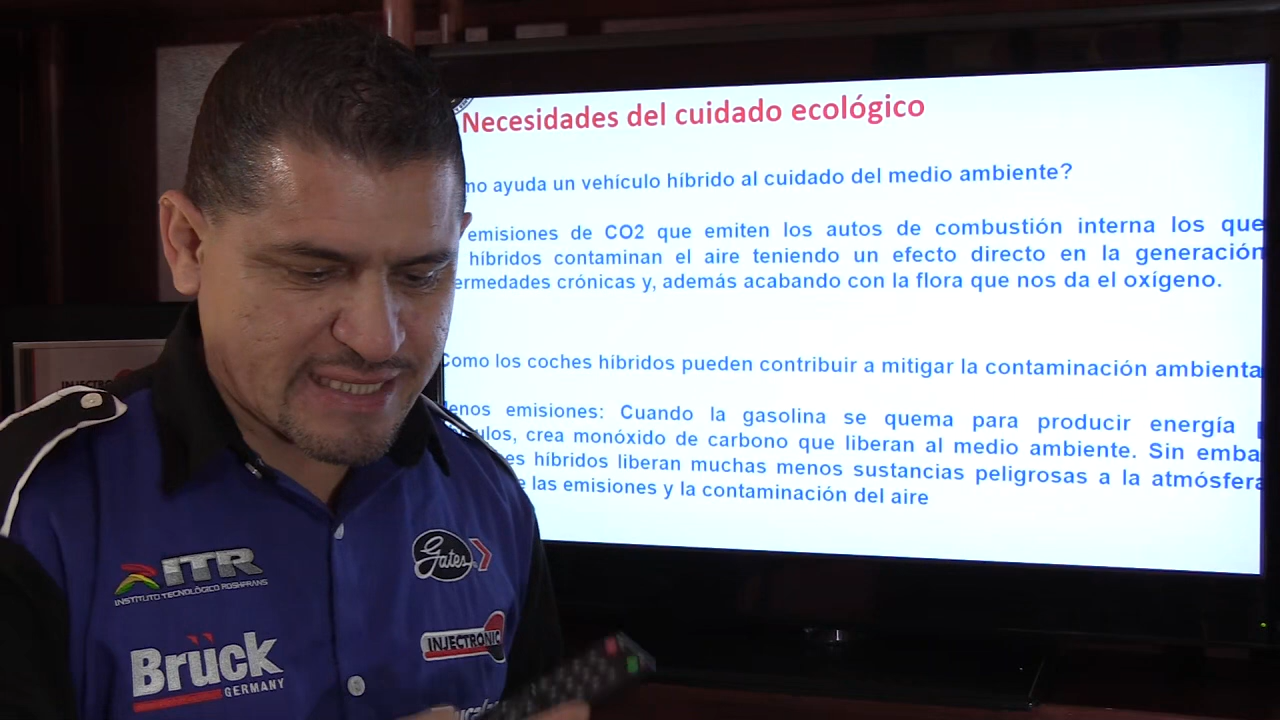 Necesidades del cuidado ecológico
ayuda un vehículo híbrido al cuidado del medio ambiente?
emisiones de CO2 que emiten los autos de combustión interna los que
híbridos contaminan el aire teniendo un efecto directo en la generación
crónicas y, además acabando con la flora que nos da el oxígeno.
Como los coches híbridos pueden contribuir a mitigar la contaminación ambienta
enos emisiones: Cuando la gasolina se quema para producir energía
ulos, crea monóxido de carbono que liberan al medio ambiente. Sin emba
es híbridos liberan muchas menos sustancias peligrosas a la atmósfera
e las emisiones y la contaminación del aire
ITR
INSTITUTO TECNOLÓGICO ROSHFRANS
Brück
GERMANY
Gates
INJECTRONIC